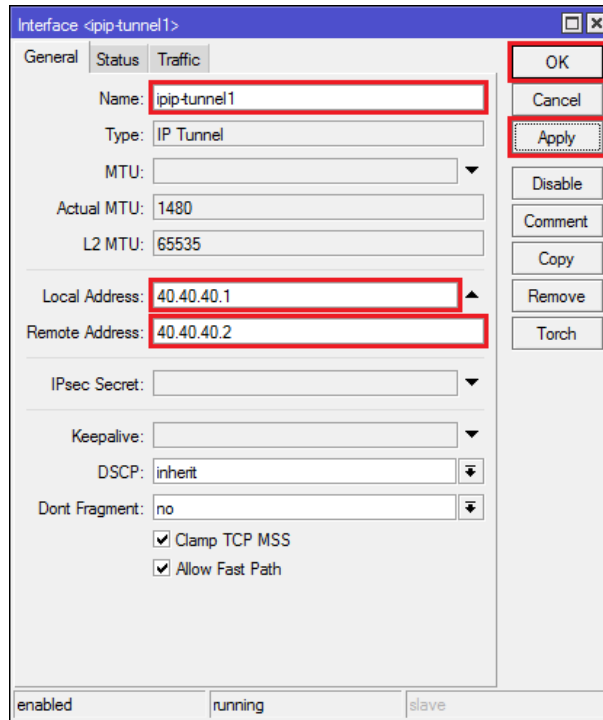 Interface <ipip-tunnel1>
General Status Traffic
Name: ipip-tunnel1
Type: IP Tunnel
MTU:
Actual MTU: 1480
L2 MTU: 65535
Local Address: 40.40.40.1
Remote Address: 40.40.40.2
IPsec Secret:
Keepalive:
DSCP: inherit
Dont Fragment: no
Clamp TCP MSS
Allow Fast Path
OK
Cancel
Apply
Disable
Comment
Copy
Remove
Torch
enabled running slave